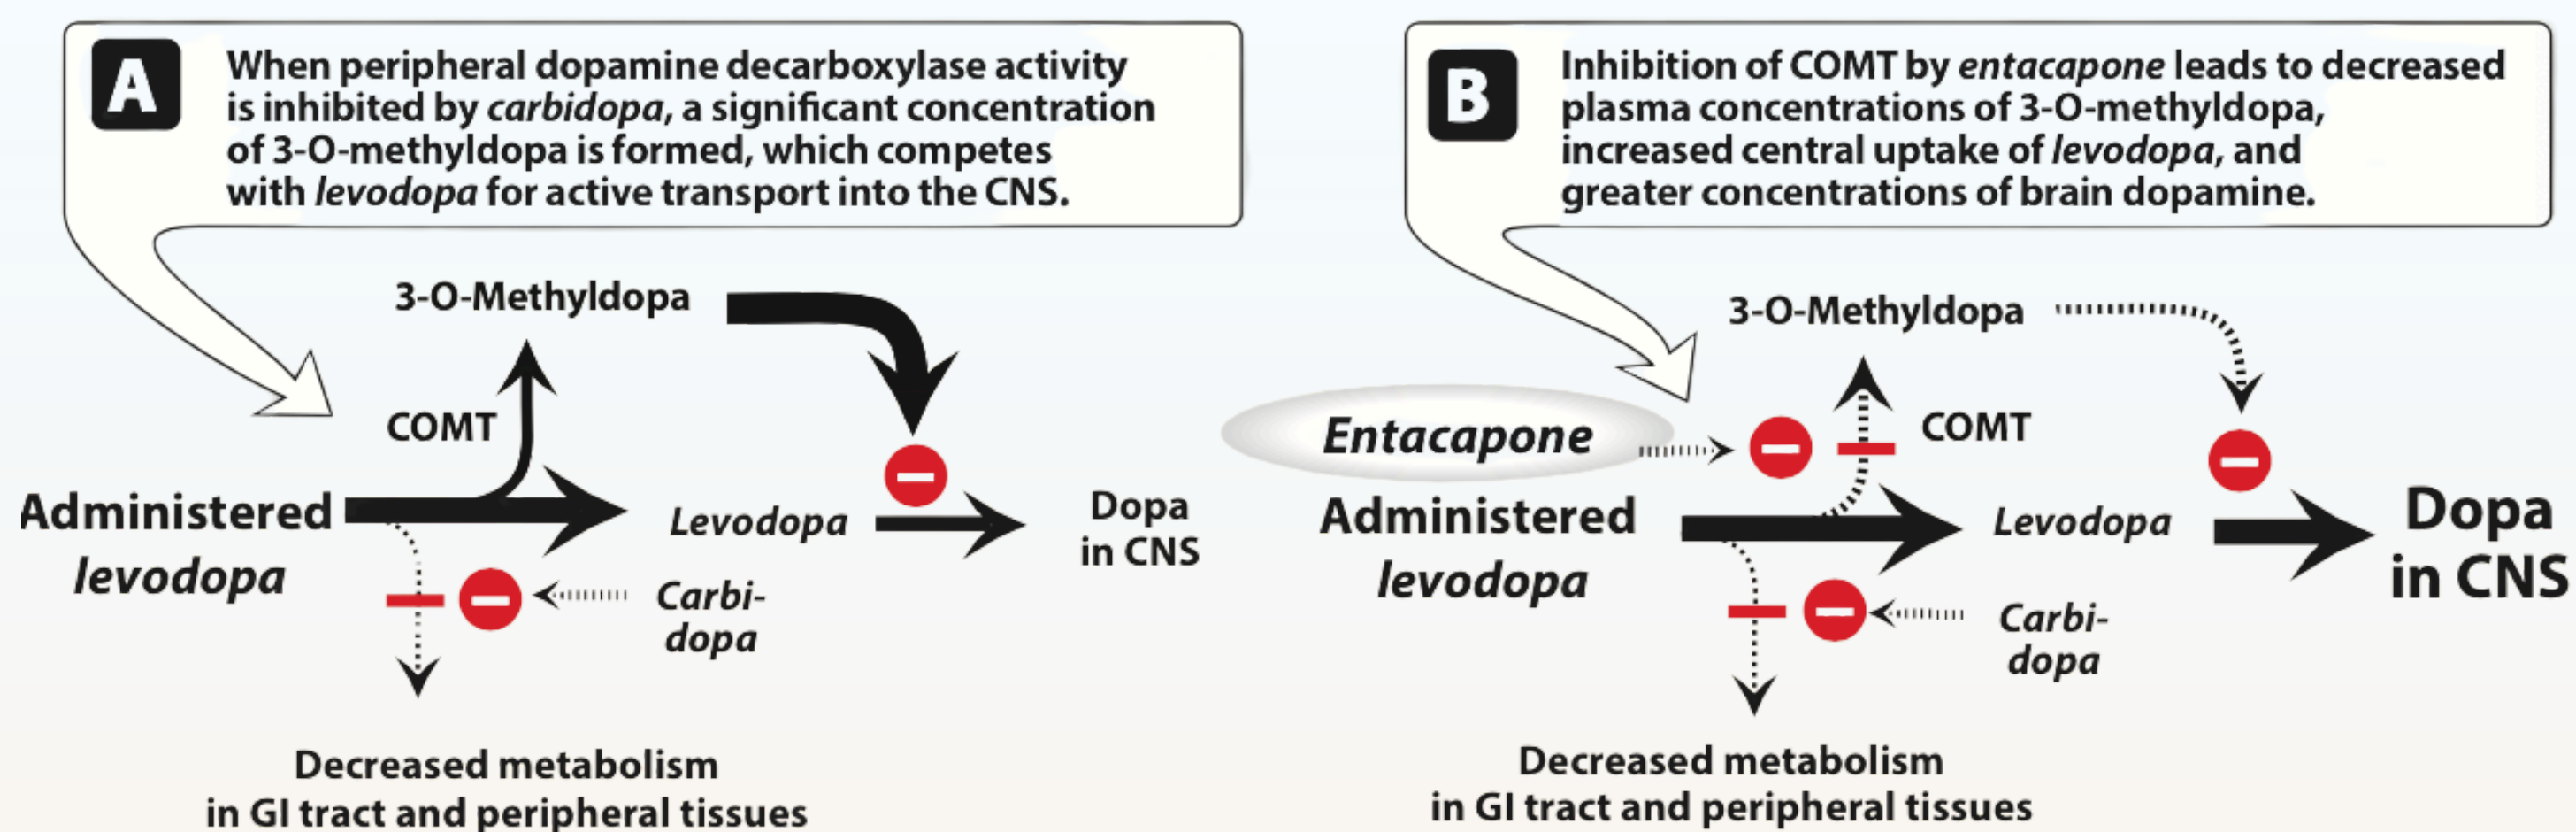 A
When peripheral dopamine decarboxylase activity
is inhibited by carbidopa, a significant concentration
of 3-O-methyldopa is formed, which competes
with levodopa for active transport into the CNS.
3-O-Methyldopa
COMT
Administered
levodopa
Levodopa
Dopa
in CNS
Carbi-
dopa
Decreased metabolism
in GI tract and peripheral tissues
B
Inhibition of COMT by entacapone leads to decreased
plasma concentrations of 3-O-methyldopa,
increased central uptake of levodopa, and
greater concentrations of brain dopamine.
3-O-Methyldopa
Entacapone
COMT
Administered
levodopa
Levodopa
Dopa
in CNS
Carbi-
dopa
Decreased metabolism
in GI tract and peripheral tissues